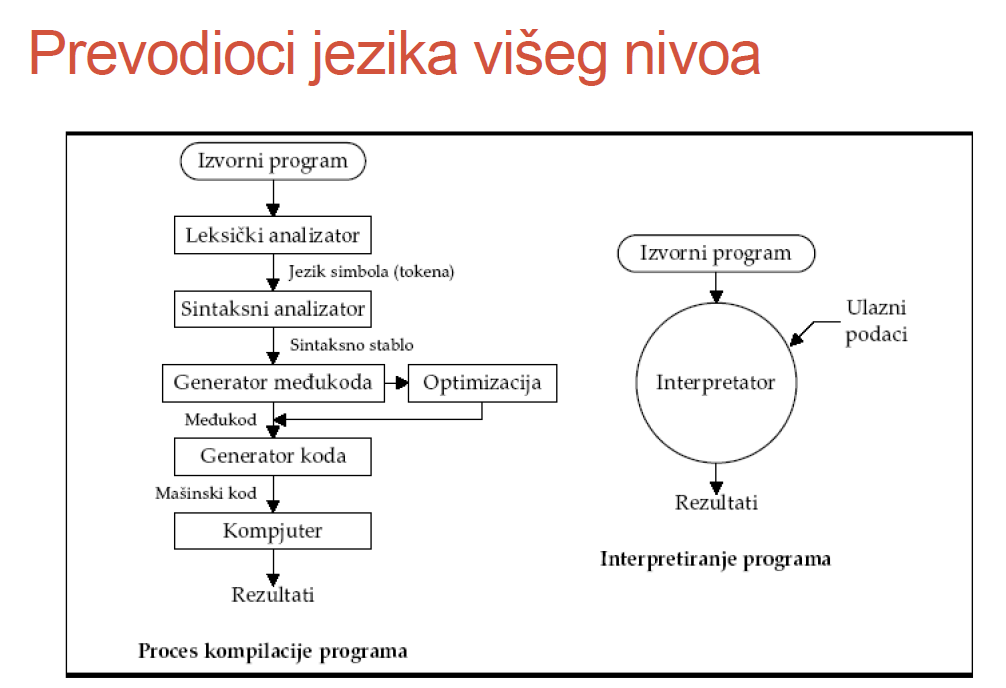 Prevodioci jezika višeg nivoa
Izvorni program
Leksički analizator
Jezik simbola (tokena)
Sintaksni analizator
Sintaksno stablo
Generator međukoda
Optimizacija
Međukod
Generator koda
Mašinski kod
Kompjuter
Rezultati
Proces kompilacije programa
Izvorni program
Ulazni
podaci
Interpretator
Rezultati
Interpretiranje programa